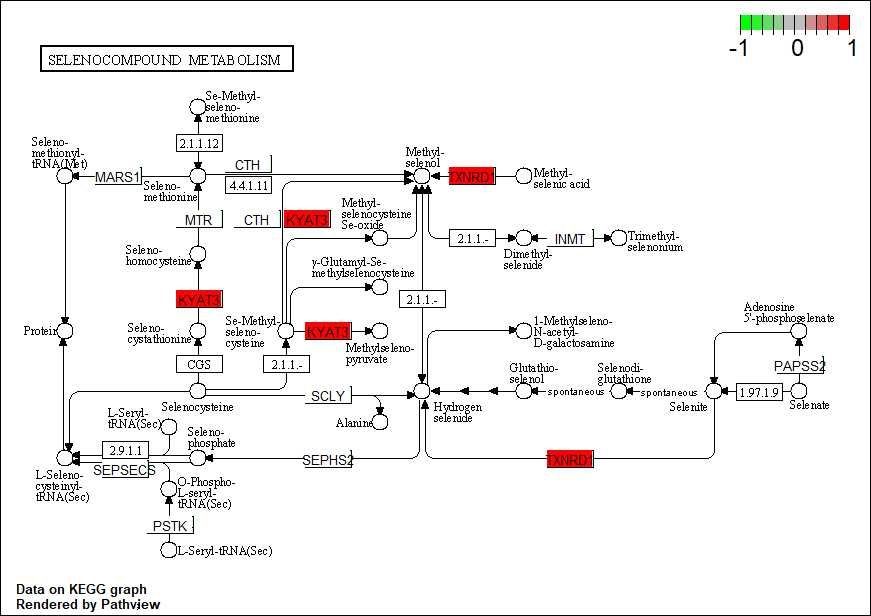 -1 0 1
SELENOCOMPOUND METABOLISM
Se-Methyl-
seleno-
methionine
2.1.1.12
Seleno-
methionyl-
tRNA(Met)
MARS1
Seleno-
methionine
CTH
4.4.1.11
Methyl-
selenol
TXNRD1
Methyl-
selenic acid
MTR
CTH
KYAT3
Methyl-
selenocysteine
Se-oxide
2.1.1.-
Dimethyl-
selenide
INMT
Trimethyl-
selenonium
Seleno-
homocysteine
γ-Glutamyl-Se-
methylselenocysteine
KYAT3
2.1.1.-
Protein
Seleno-
cystathionine
Se-Methyl-
seleno-
cysteine
KYAT3
Methylseleno-
pyruvate
1-Methylseleno-
N-acetyl-
D-galactosamine
Adenosine
5'-phosphoselenate
CGS
2.1.1.-
Glutathio-
selenol
spontaneous
Selenodi-
glutathione
spontaneous
PAPSS2
1.97.1.9
Selenocysteine
SCLY
Alanine
Hydrogen
selenide
Selenite
Selenate
L-Seryl-
tRNA(Sec)
2.9.1.1
Seleno-
phosphate
SEPHS2
TXNRD1
SEPSECS
L-Seleno-
cysteinyl-
tRNA(Sec)
O-Phospho-
L-seryl-
tRNA(Sec)
PSTK
L-Seryl-tRNA(Sec)
Data on KEGG graph
Rendered by Pathview